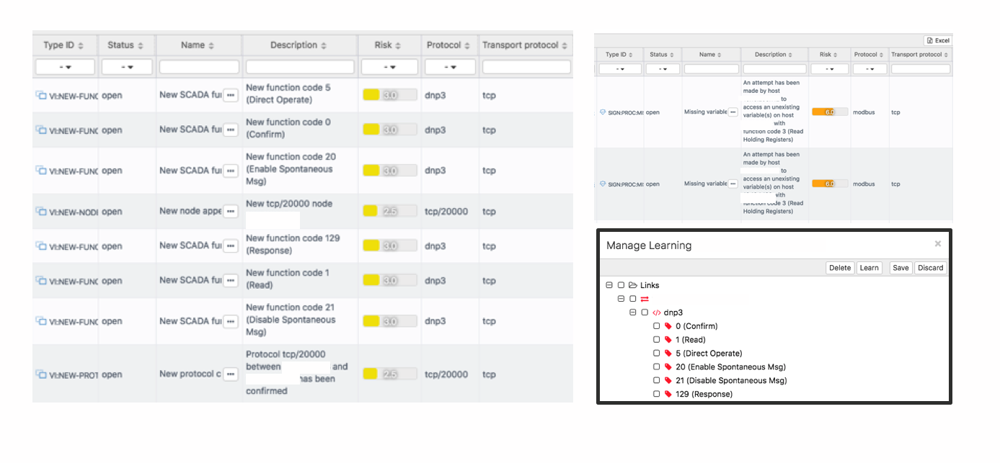 Type ID Status Name Description Risk Protocol Transport protocol
- - - -
VI:NEW-FUNC open New SCADA fu ... New function code 5 3.0 dnp3 tcp
(Direct Operate)
VI:NEW-FUNC open New SCADA fu ... New function code 0 3.0 dnp3 tcp
(Confirm)
VI:NEW-FUNC open New SCADA fu ... New function code 20 3.0 dnp3 tcp
(Enable Spontaneous
Msg)
VI:NEW-NODE open New node appe ... New tcp/20000 node 2.5 tcp/20000 tcp
VI:NEW-FUNC open New SCADA fu ... New function code 129 3.0 dnp3 tcp
(Response)
VI:NEW-FUNC open New SCADA fu ... New function code 1 3.0 dnp3 tcp
(Read)
VI:NEW-FUNC open New SCADA fu ... New function code 21 3.0 dnp3 tcp
(Disable Spontaneous
Msg)
VI:NEW-PROT open New protocol c ... Protocol tcp/20000 2.5 tcp/20000 tcp
between and
has been
confirmed
Excel
Type ID Status Name Description Risk Protocol Transport protocol
- - - -
SIGN:PROC:MI open Missing variable ... An attempt has been 6.0 modbus tcp
made by host
to
access an unexisting
variable(s) on host
with
function code 3 (Read
Holding Registers)
SIGN:PROC:MI open Missing variable ... An attempt has been 6.0 modbus tcp
made by host
to
access an unexisting
variable(s) on host
with
function code 3 (Read
Holding Registers)
Manage Learning ×
Delete Learn Save Discard
Links
dnp3
0 (Confirm)
1 (Read)
5 (Direct Operate)
20 (Enable Spontaneous Msg)
21 (Disable Spontaneous Msg)
129 (Response)